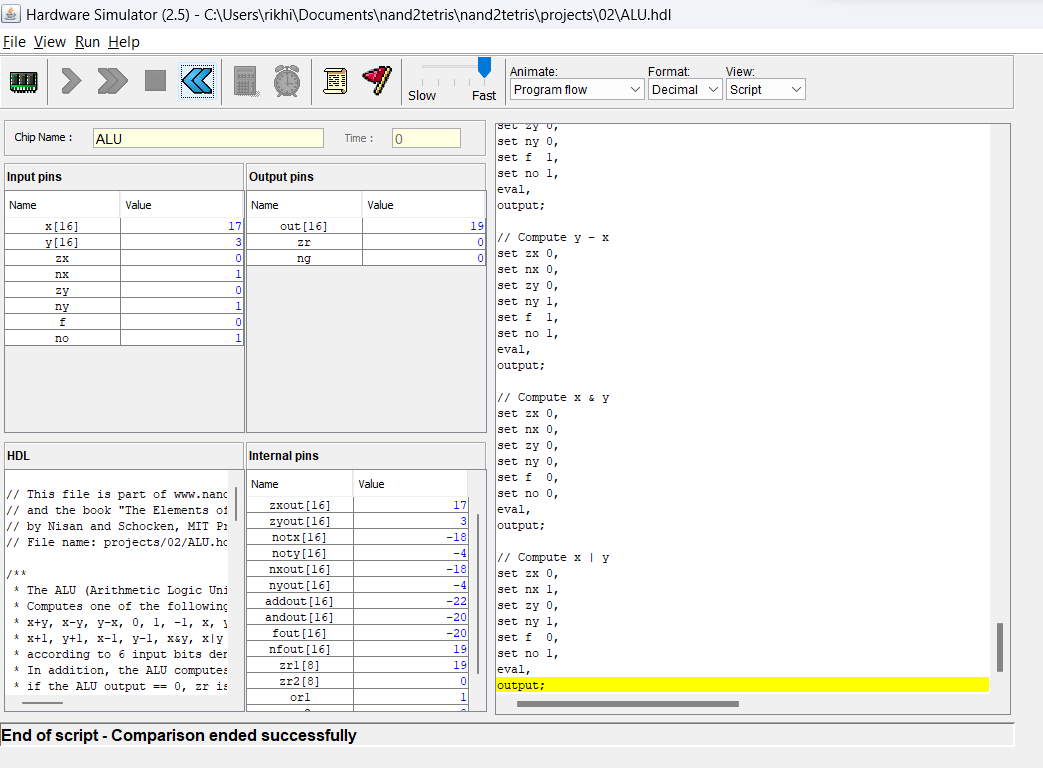 Hardware Simulator (2.5) - C:\Users\rikhi\Documents\nand2tetris\nand2tetris\projects\02\ALU.hdl
File View Run Help
Slow Fast
Animate: Format: View:
Program flow Decimal Script
Chip Name : ALU Time : 0
Input pins
Name Value
x[16] 17
y[16] 3
zx 0
nx 1
zy 0
ny 1
f 0
no 1
Output pins
Name Value
out[16] 19
zr 0
ng 0
HDL
// This file is part of www.nand
// and the book "The Elements of
// by Nisan and Schocken, MIT Pr
// File name: projects/02/ALU.hd
/**
* The ALU (Arithmetic Logic Uni
* Computes one of the following
* x+y, x-y, y-x, 0, 1, -1, x, y
* x+1, y+1, x-1, y-1, x&y, x|y
* according to 6 input bits den
* In addition, the ALU computes
* if the ALU output == 0, zr is
Internal pins
Name Value
zxout[16] 17
zyout[16] 3
notx[16] -18
noty[16] -4
nxout[16] -18
nyout[16] -4
addout[16] -22
andout[16] -20
fout[16] -20
nfout[16] 19
zr1[8] 19
zr2[8] 0
or1 1
set zy 0,
set ny 0,
set f 1,
set no 1,
eval,
output;
// Compute y - x
set zx 0,
set nx 0,
set zy 0,
set ny 1,
set f 1,
set no 1,
eval,
output;
// Compute x & y
set zx 0,
set nx 0,
set zy 0,
set ny 0,
set f 0,
set no 0,
eval,
output;
// Compute x | y
set zx 0,
set nx 1,
set zy 0,
set ny 1,
set f 0,
set no 1,
eval,
output;
End of script - Comparison ended successfully